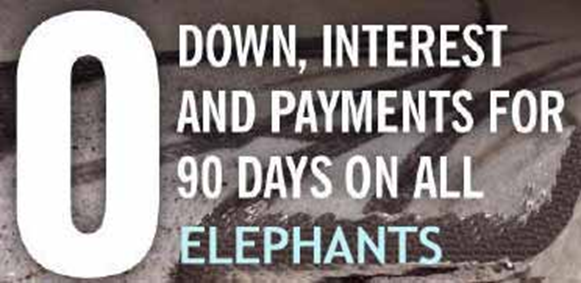 0 DOWN, INTEREST
AND PAYMENTS FOR
90 DAYS ON ALL
ELEPHANTS